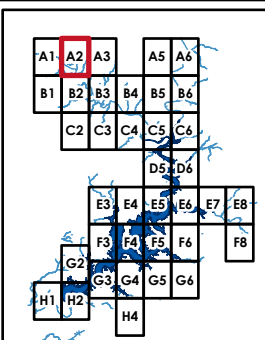 A1 A2 A3 A5 A6
B1 B2 B3 B4 B5 B6
C2 C3 C4 C5 C6
D5 D6
E3 E4 E5 E6 E7 E8
F3 F4 F5 F6 F8
G2
G3 G4 G5 G6
H1 H2
H4